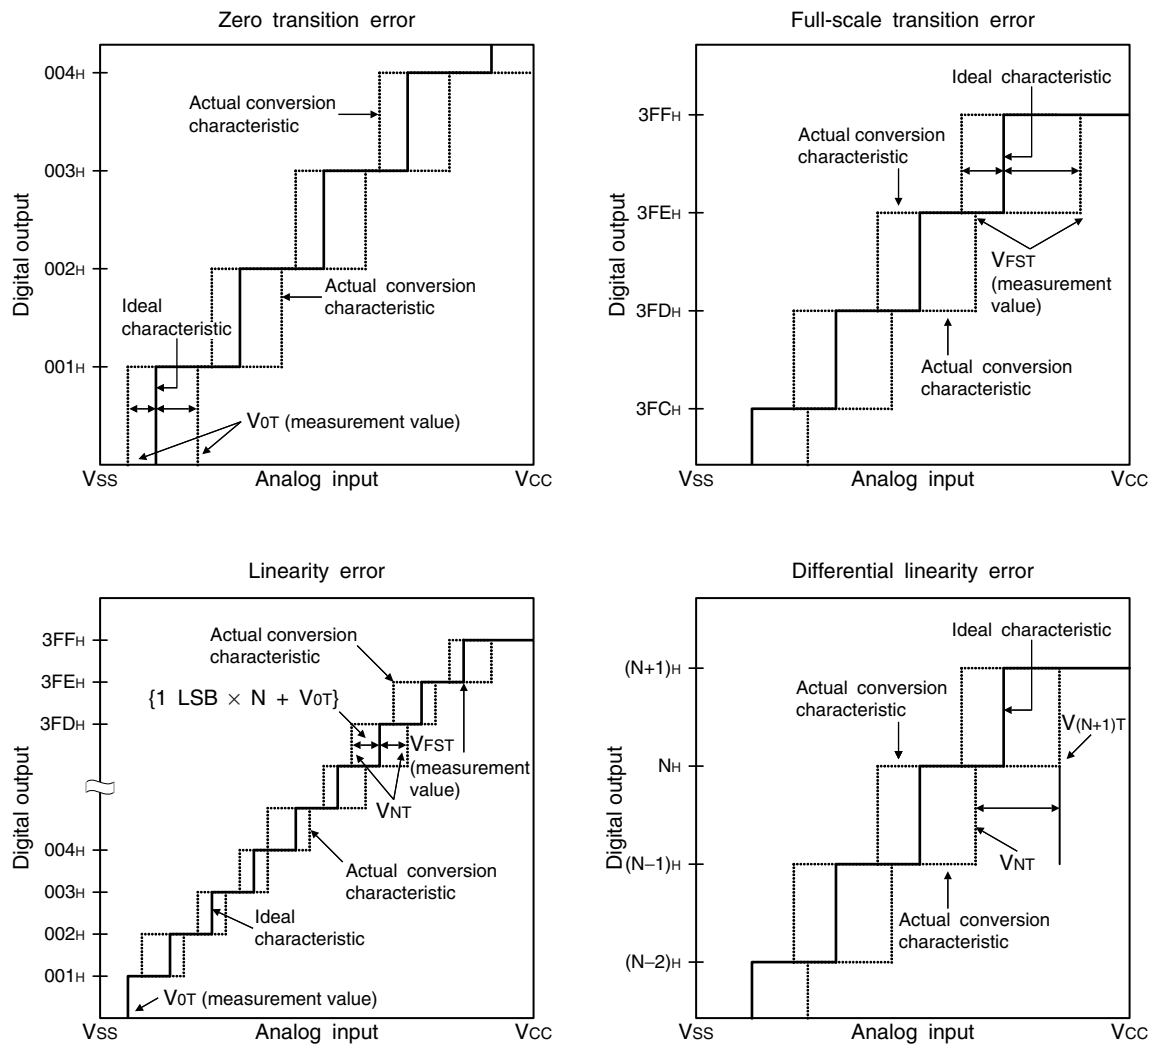 Zero transition error
004H
Actual conversion
characteristic
003H
Digital output
002H
Actual conversion
characteristic
Ideal
characteristic
001H
V0T (measurement value)
VSS
Analog input
VCC
Full-scale transition error
Ideal characteristic
3FFH
Actual conversion
characteristic
3FEH
VFST
(measurement
value)
Digital output
3FDH
Actual conversion
characteristic
3FCH
VSS
Analog input
VCC
Linearity error
3FFH
Actual conversion
characteristic
3FEH
{1 LSB × N + V0T}
3FDH
VFST
(measurement
value)
VNT
Digital output
004H
Actual conversion
characteristic
003H
Ideal
characteristic
002H
001H
V0T (measurement value)
VSS
Analog input
VCC
Differential linearity error
Ideal characteristic
(N+1)H
Actual conversion
characteristic
V(N+1)T
NH
Digital output
(N−1)H
VNT
Actual conversion
characteristic
(N−2)H
VSS
Analog input
VCC